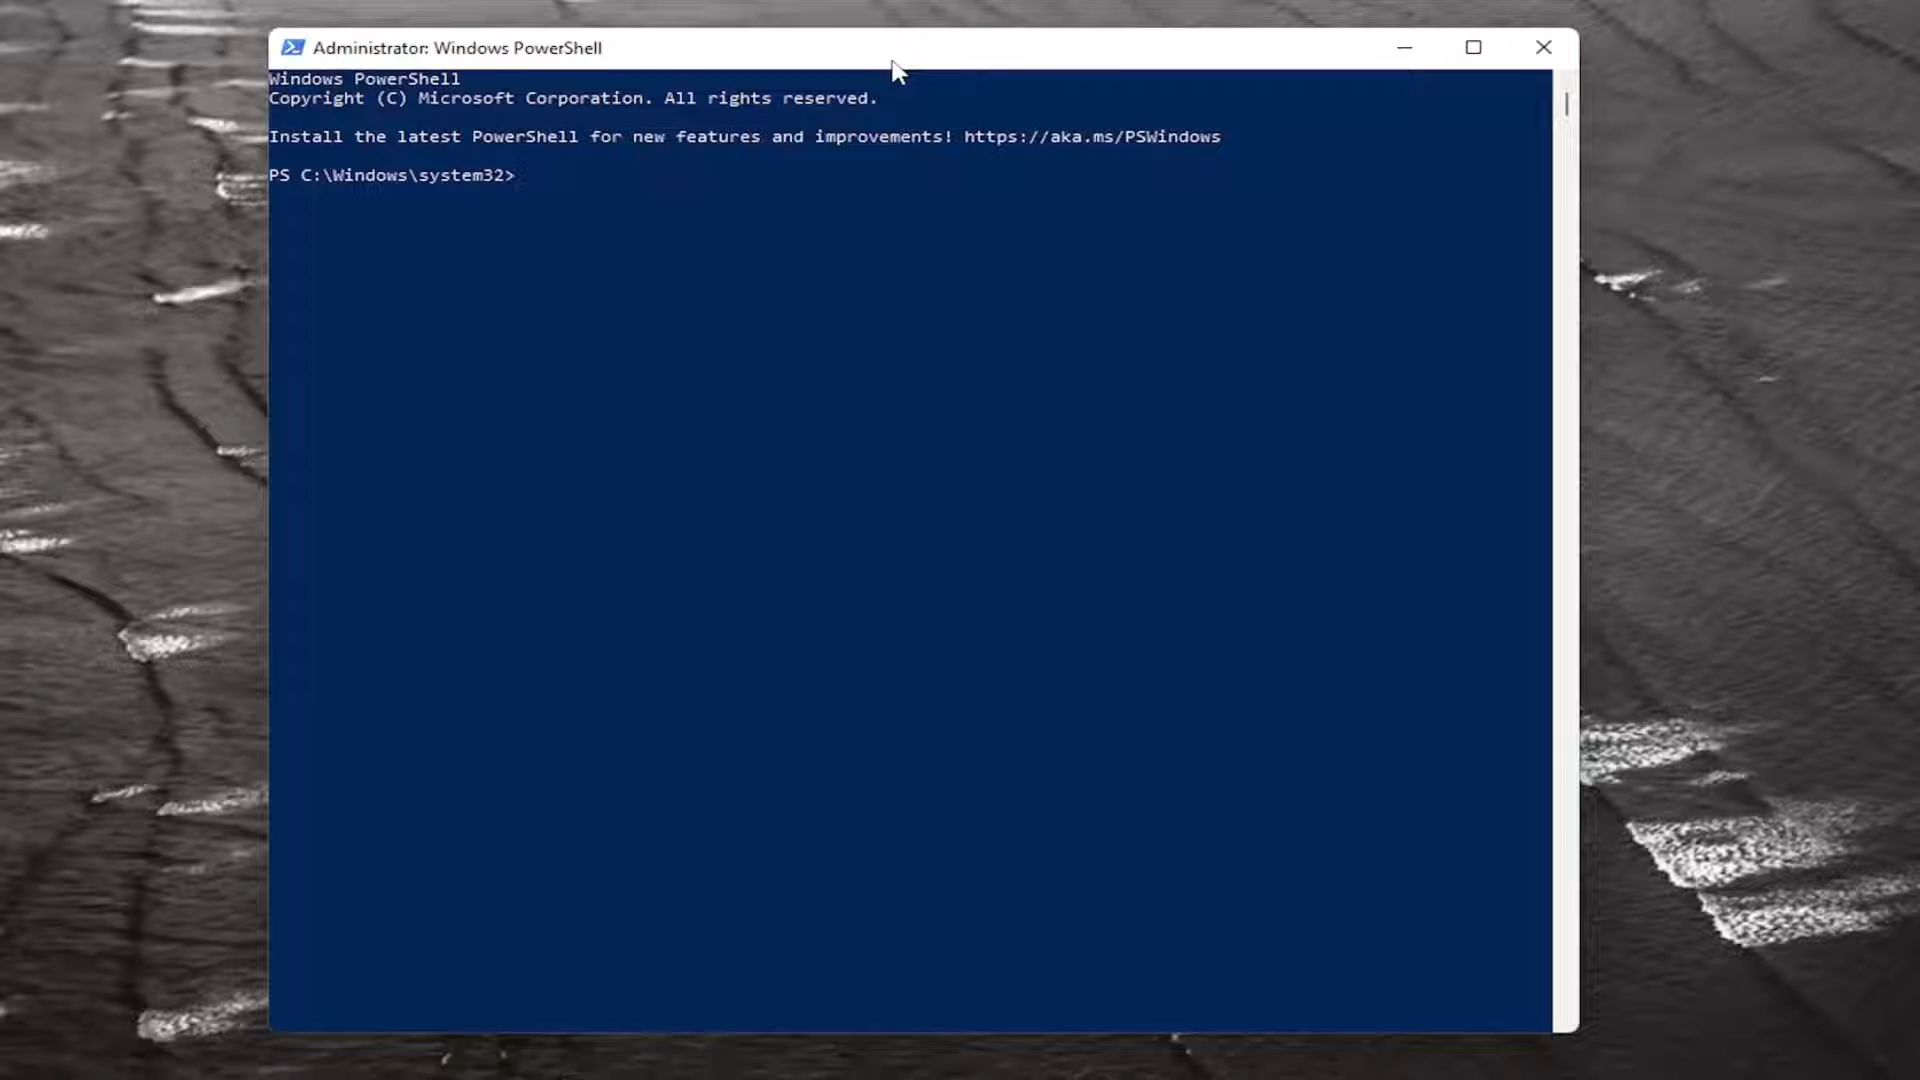 Administrator: Windows PowerShell
Windows PowerShell
Copyright (C) Microsoft Corporation. All rights reserved.
Install the latest PowerShell for new features and improvements! https://aka.ms/PSWindows
PS C:\Windows\system32>